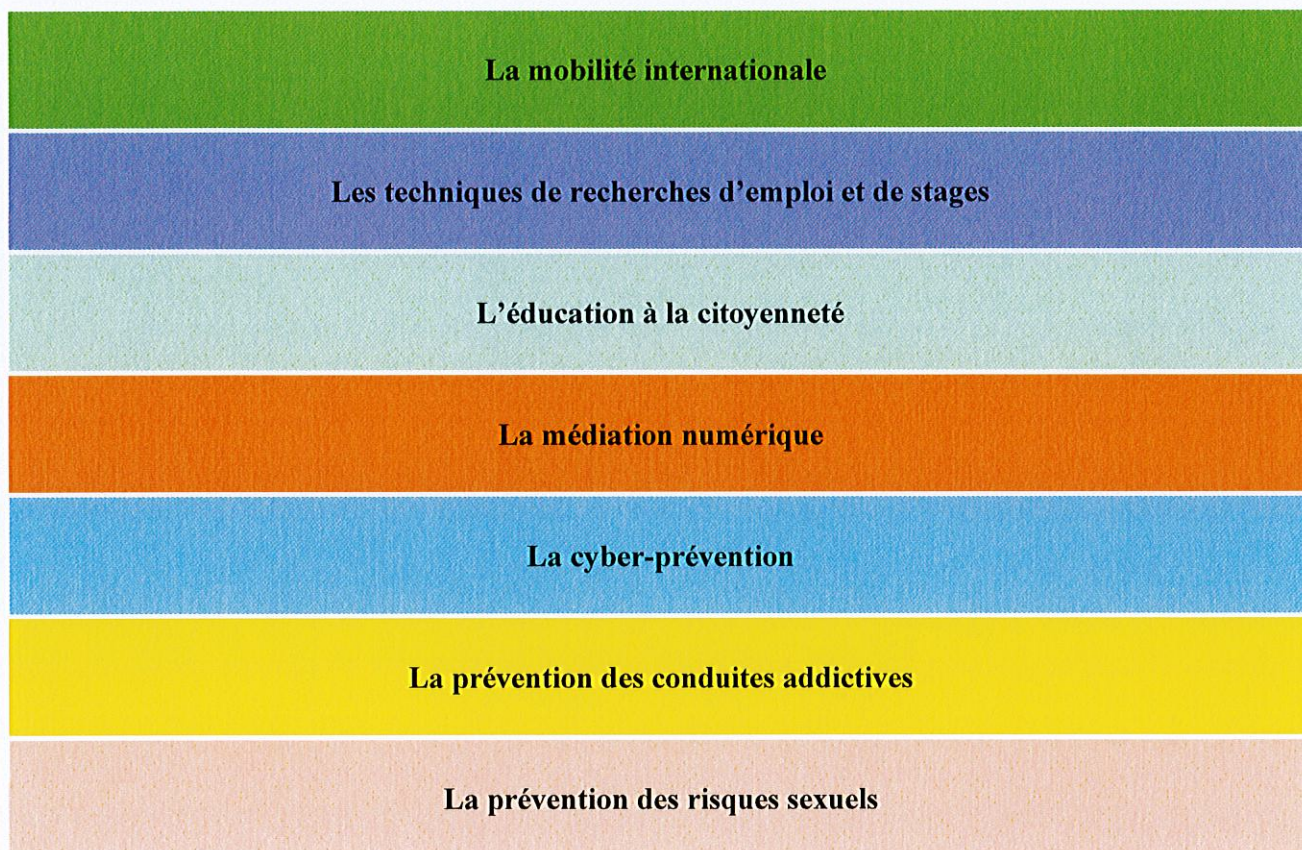 La mobilité internationale
Les techniques de recherches d’emploi et de stages
L’éducation à la citoyenneté
La médiation numérique
La cyber-prévention
La prévention des conduites addictives
La prévention des risques sexuels